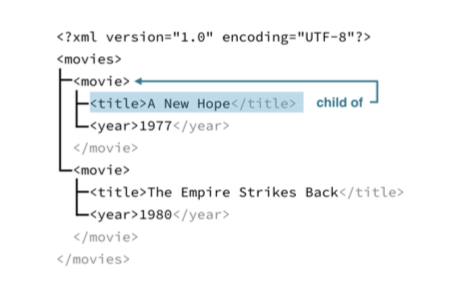 <?xml version="1.0" encoding="UTF-8"?>
<movies>
<movie>
<title>A New Hope</title> child of
<year>1977</year>
</movie>
<movie>
<title>The Empire Strikes Back</title>
<year>1980</year>
</movie>
</movies>